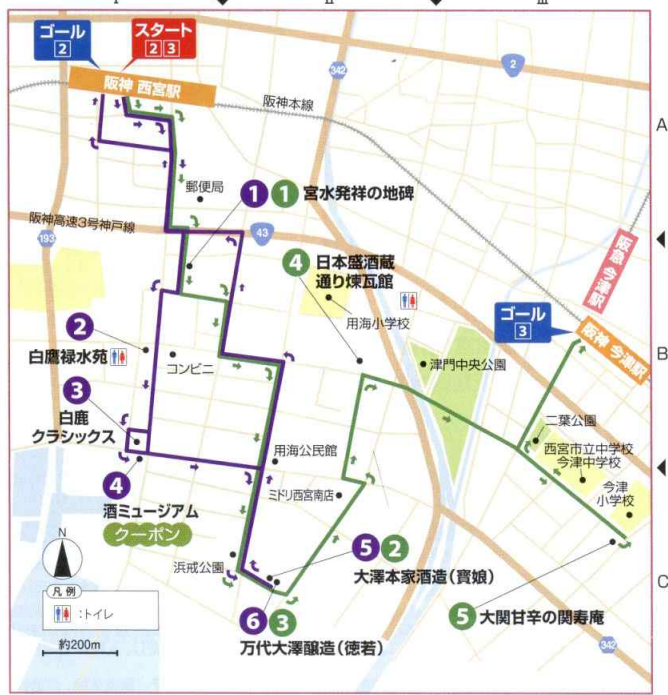 I
II
III
ゴール
2
スタート
2 3
阪神 西宮駅
342
2
阪神本線
A
郵便局
1 1 宮水発祥の地碑
阪神高速3号神戸線
193
43
4 日本盛酒蔵
通り煉瓦館
用海小学校
阪急 今津駅
ゴール
3
阪神 今津駅
B
2
白鷹禄水苑
コンビニ
津門中央公園
3
白鹿
クラシックス
二葉公園
西宮市立中学校
今津中学校
用海公民館
今津
小学校
4
酒ミュージアム
クーポン
ミドリ西宮南店
N
浜戒公園
5 2
大澤本家酒造(寳娘)
C
凡例
:トイレ
6 3
万代大澤醸造(徳若)
5 大関甘辛の関寿庵
約200m
342